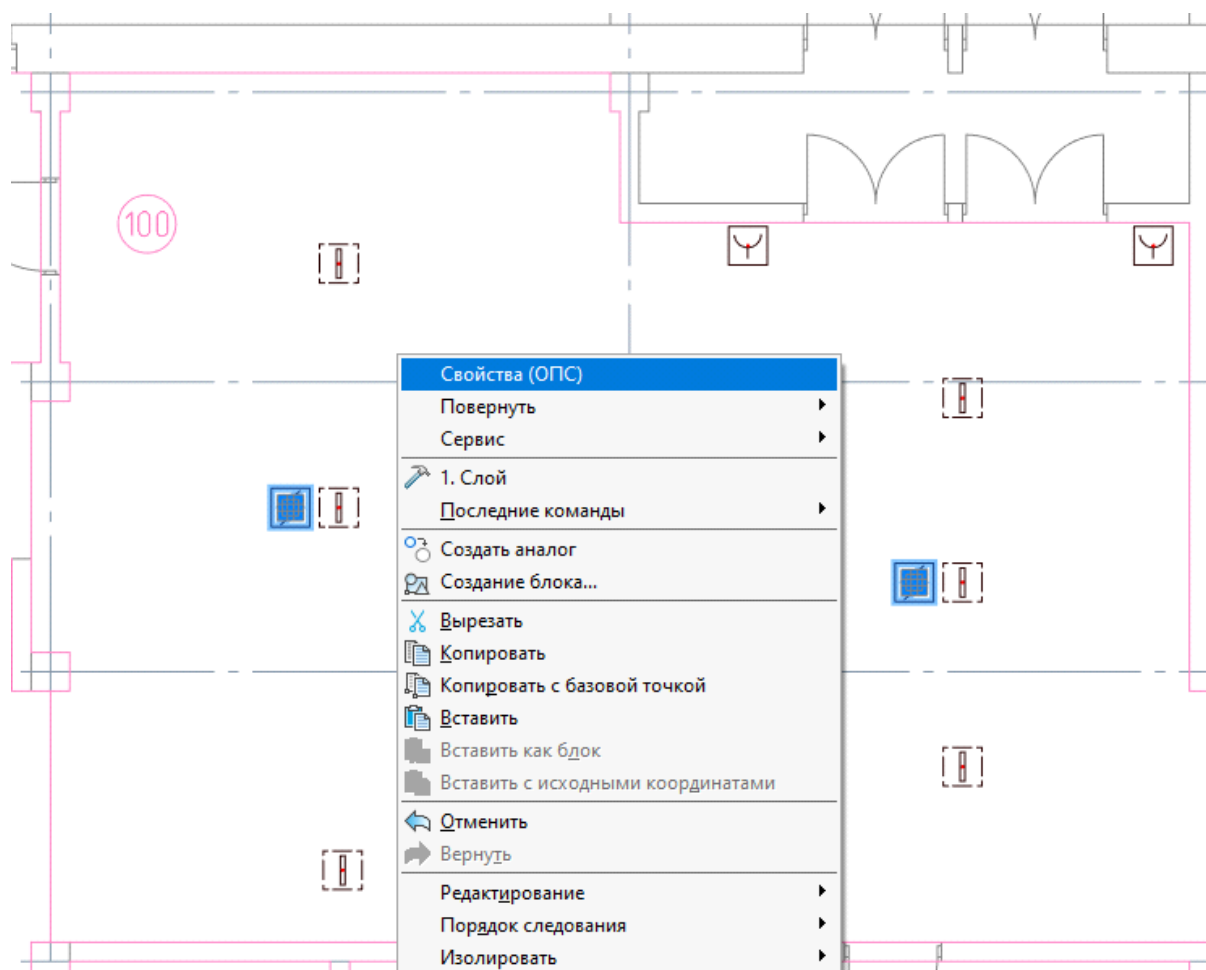 100
Свойства (ОПС)
Повернуть
Сервис
1. Слой
Последние команды
Создать аналог
Создание блока...
Вырезать
Копировать
Копировать с базовой точкой
Вставить
Вставить как блок
Вставить с исходными координатами
Отменить
Вернуть
Редактирование
Порядок следования
Изолировать